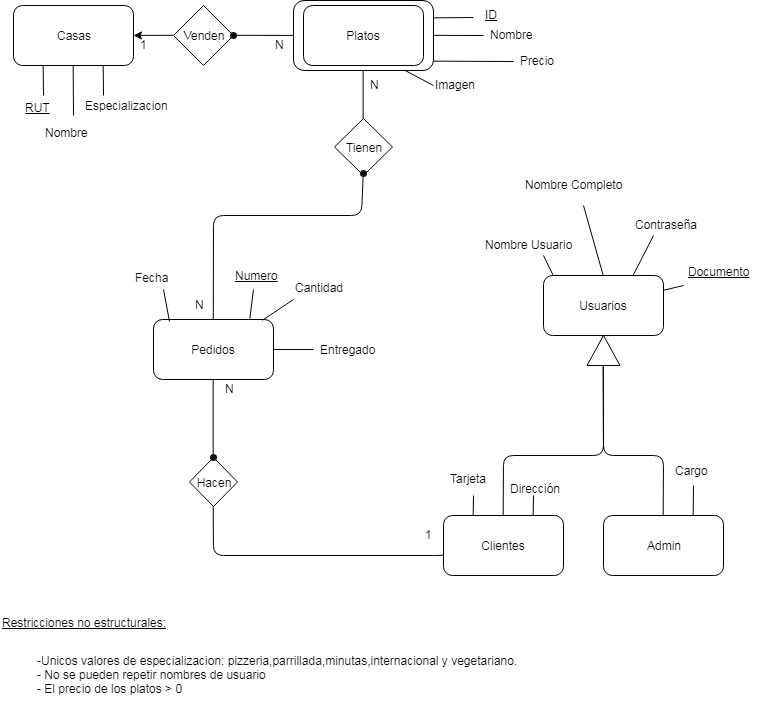 Casas
Venden
Platos
ID
Nombre
Precio
Imagen
1
N
N
RUT
Nombre
Especializacion
Tienen
Nombre Completo
Contraseña
Nombre Usuario
Documento
Usuarios
Fecha
Numero
Cantidad
N
Pedidos
Entregado
N
Hacen
Tarjeta
Dirección
Cargo
1
Clientes
Admin
Restricciones no estructurales:
-Unicos valores de especializacion: pizzeria,parrillada,minutas,internacional y vegetariano.
- No se pueden repetir nombres de usuario
- El precio de los platos > 0